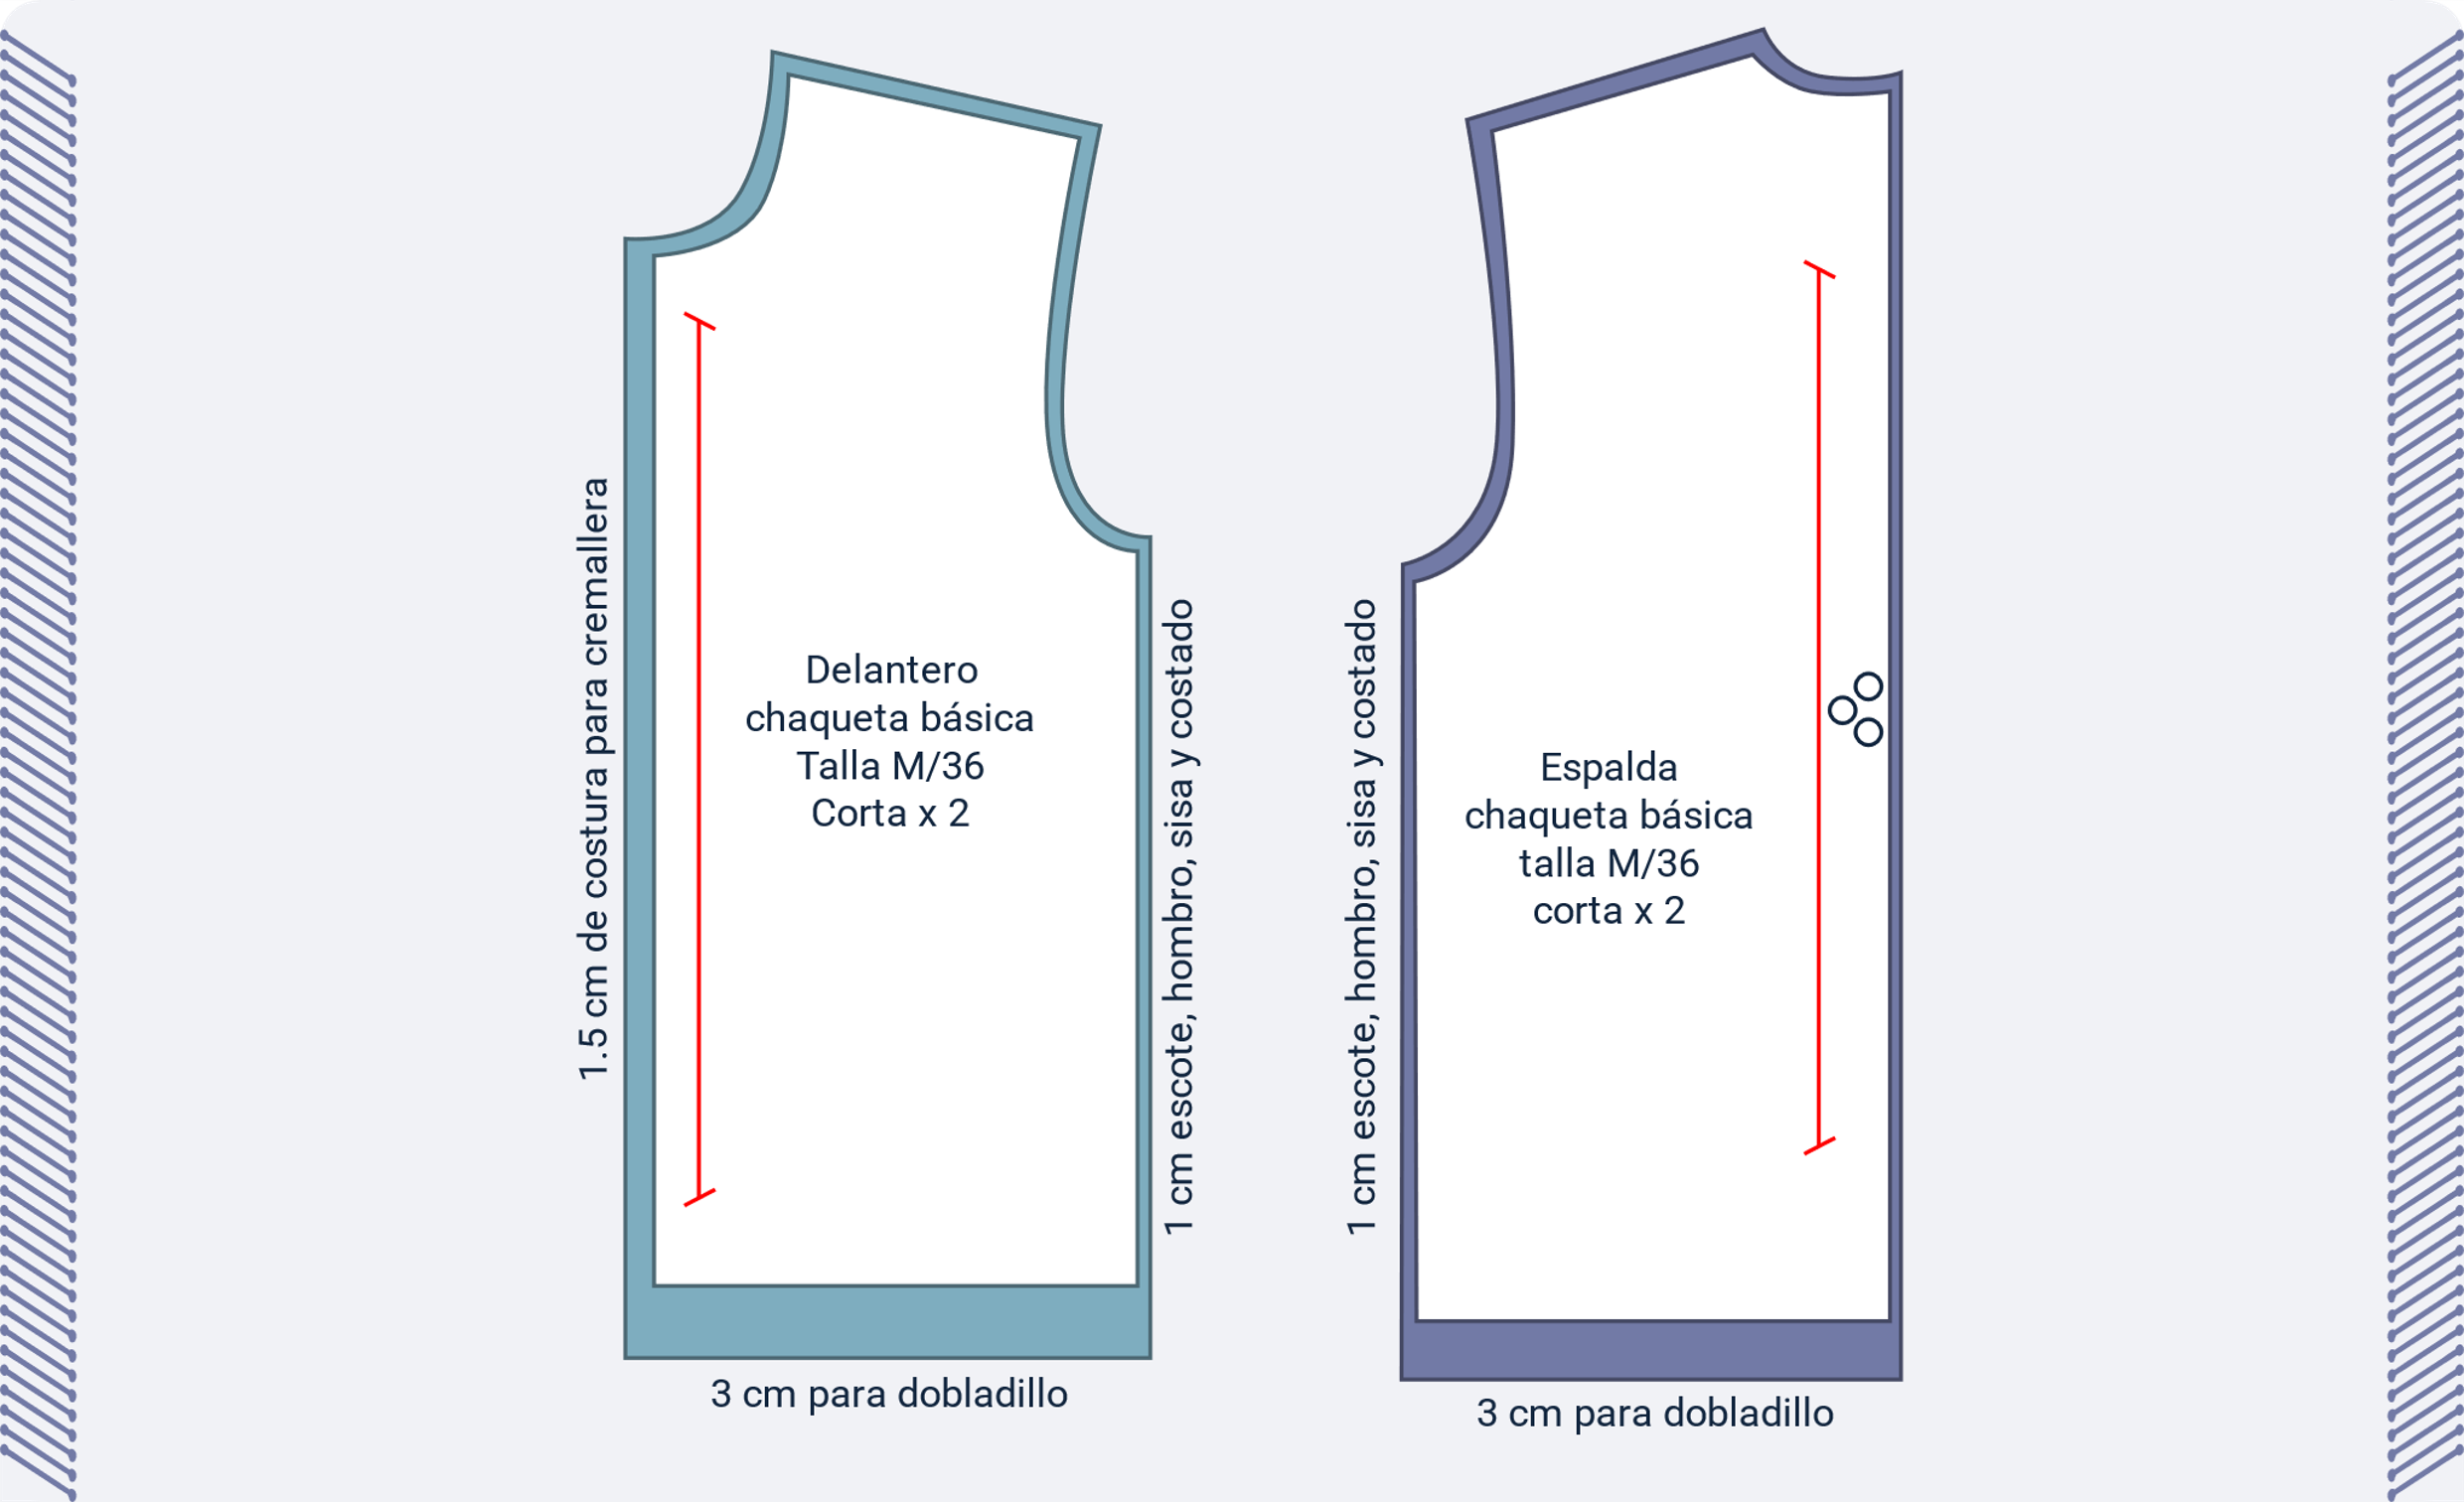 1.5 cm de costura para cremallera
Delantero
chaqueta básica
Talla M/36
Corta x 2
1 cm escote, hombro, sisa y costado
3 cm para dobladillo
1 cm escote, hombro, sisa y costado
Espalda
chaqueta básica
talla M/36
corta x 2
3 cm para dobladillo